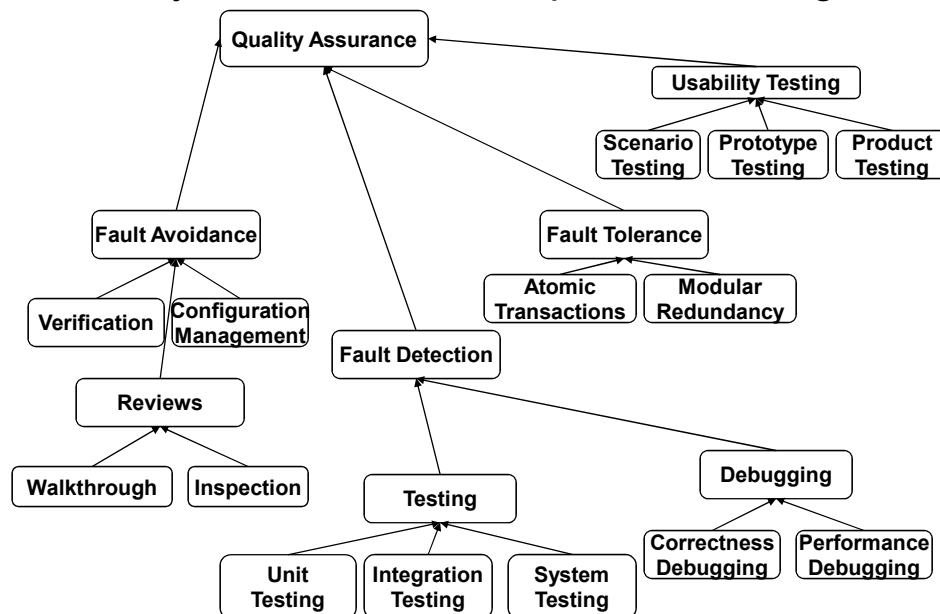 Quality Assurance
Usability Testing
Scenario
Testing
Prototype
Testing
Product
Testing
Fault Avoidance
Fault Tolerance
Atomic
Transactions
Modular
Redundancy
Verification
Configuration
Management
Fault Detection
Reviews
Walkthrough
Inspection
Testing
Debugging
Correctness
Debugging
Performance
Debugging
Unit
Testing
Integration
Testing
System
Testing